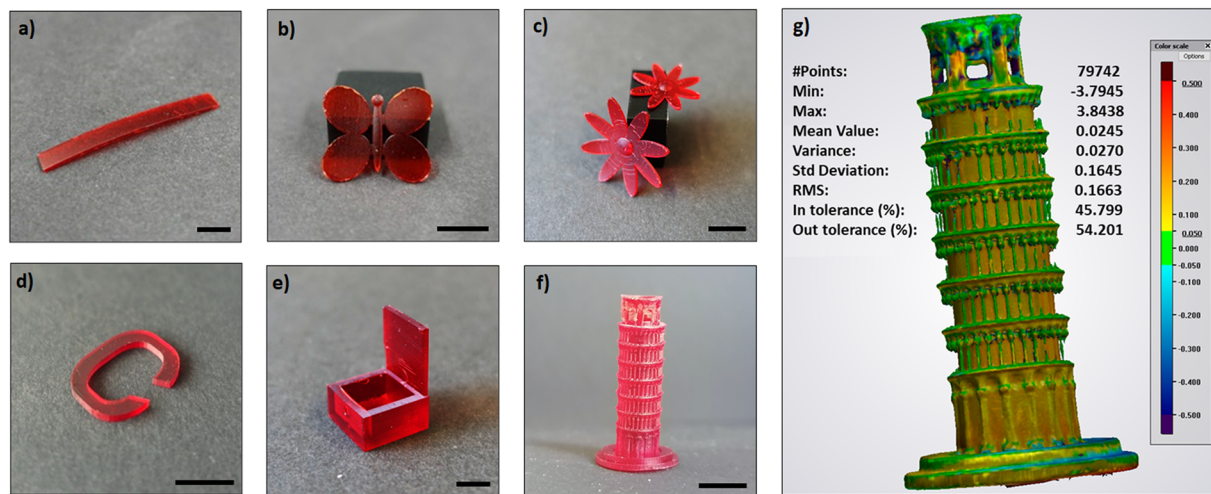 a)
b)
c)
d)
e)
f)
g)
#Points: 79742
Min: -3.7945
Max: 3.8438
Mean Value: 0.0245
Variance: 0.0270
Std Deviation: 0.1645
RMS: 0.1663
In tolerance (%): 45.799
Out tolerance (%): 54.201
Color scale X
Options
0.500
0.400
0.300
0.200
0.100
0.050
0.000
-0.050
-0.100
-0.200
-0.300
-0.400
-0.500